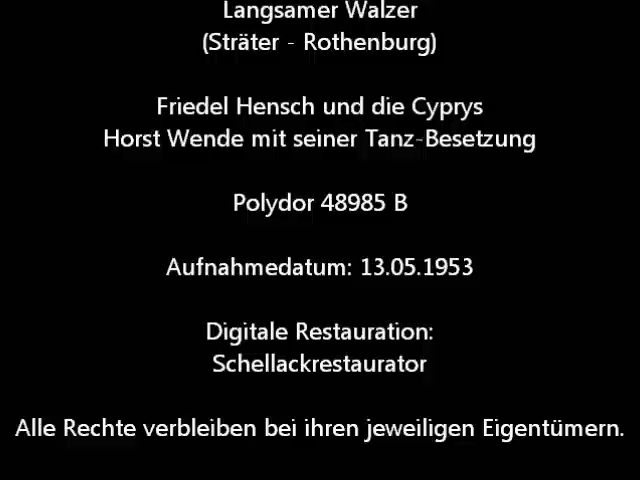 Langsamer Walzer
(Sträter - Rothenburg)
Friedel Hensch und die Cyprys
Horst Wende mit seiner Tanz-Besetzung
Polydor 48985 B
Aufnahmedatum: 13.05.1953
Digitale Restauration:
Schellackrestaurator
Alle Rechte verbleiben bei ihren jeweiligen Eigentümern.